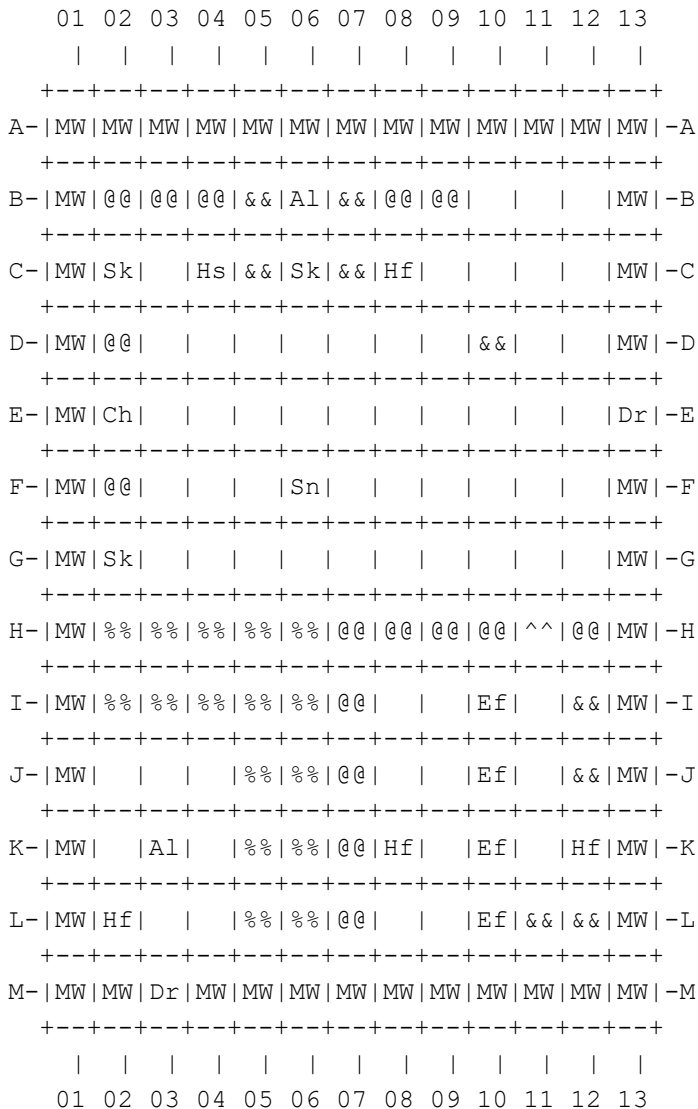 01 02 03 04 05 06 07 08 09 10 11 12 13
| | | | | | | | | | | | |
+--+--+--+--+--+--+--+--+--+--+--+--+--+
A-|MW|MW|MW|MW|MW|MW|MW|MW|MW|MW|MW|MW|MW|-A
+--+--+--+--+--+--+--+--+--+--+--+--+--+
B-|MW|@@|@@|@@|&&|Al|&&|@@|@@|  |  |  |MW|-B
+--+--+--+--+--+--+--+--+--+--+--+--+--+
C-|MW|Sk|  |Hs|&&|Sk|&&|Hf|  |  |  |  |MW|-C
+--+--+--+--+--+--+--+--+--+--+--+--+--+
D-|MW|@@|  |  |  |  |  |  |  |&&|  |  |MW|-D
+--+--+--+--+--+--+--+--+--+--+--+--+--+
E-|MW|Ch|  |  |  |  |  |  |  |  |  |  |Dr|-E
+--+--+--+--+--+--+--+--+--+--+--+--+--+
F-|MW|@@|  |  |  |Sn|  |  |  |  |  |  |MW|-F
+--+--+--+--+--+--+--+--+--+--+--+--+--+
G-|MW|Sk|  |  |  |  |  |  |  |  |  |  |MW|-G
+--+--+--+--+--+--+--+--+--+--+--+--+--+
H-|MW|%%|%%|%%|%%|%%|@@|@@|@@|@@|^^|@@|MW|-H
+--+--+--+--+--+--+--+--+--+--+--+--+--+
I-|MW|%%|%%|%%|%%|%%|@@|  |  |Ef|  |&&|MW|-I
+--+--+--+--+--+--+--+--+--+--+--+--+--+
J-|MW|  |  |  |%%|%%|@@|  |  |Ef|  |&&|MW|-J
+--+--+--+--+--+--+--+--+--+--+--+--+--+
K-|MW|  |Al|  |%%|%%|@@|Hf|  |Ef|  |Hf|MW|-K
+--+--+--+--+--+--+--+--+--+--+--+--+--+
L-|MW|Hf|  |  |%%|%%|@@|  |  |Ef|&&|&&|MW|-L
+--+--+--+--+--+--+--+--+--+--+--+--+--+
M-|MW|MW|Dr|MW|MW|MW|MW|MW|MW|MW|MW|MW|MW|-M
+--+--+--+--+--+--+--+--+--+--+--+--+--+
| | | | | | | | | | | | |
01 02 03 04 05 06 07 08 09 10 11 12 13